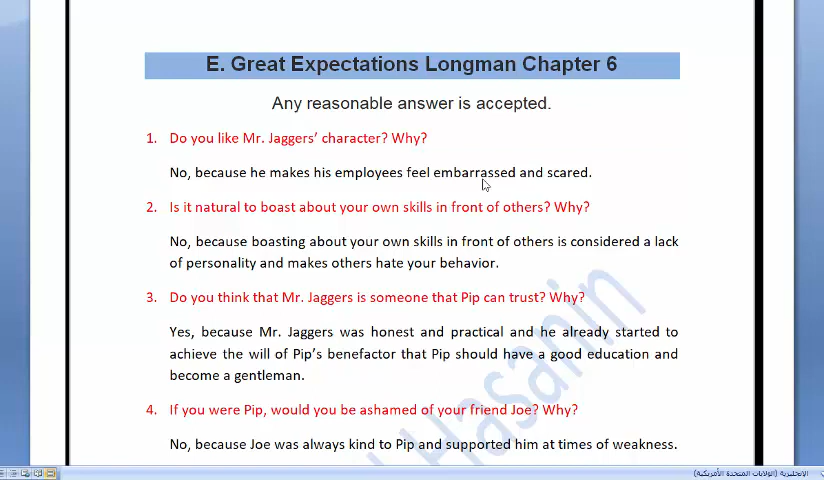 E. Great Expectations Longman Chapter 6
Any reasonable answer is accepted.
1. Do you like Mr. Jaggers’ character? Why?
No, because he makes his employees feel embarrassed and scared.
2. Is it natural to boast about your own skills in front of others? Why?
No, because boasting about your own skills in front of others is considered a lack
of personality and makes others hate your behavior.
3. Do you think that Mr. Jaggers is someone that Pip can trust? Why?
Yes, because Mr. Jaggers was honest and practical and he already started to
achieve the will of Pip’s benefactor that Pip should have a good education and
become a gentleman.
4. If you were Pip, would you be ashamed of your friend Joe? Why?
No, because Joe was always kind to Pip and supported him at times of weakness.
Hasanin
الإنجليزية (الولايات المتحدة الأمريكية)